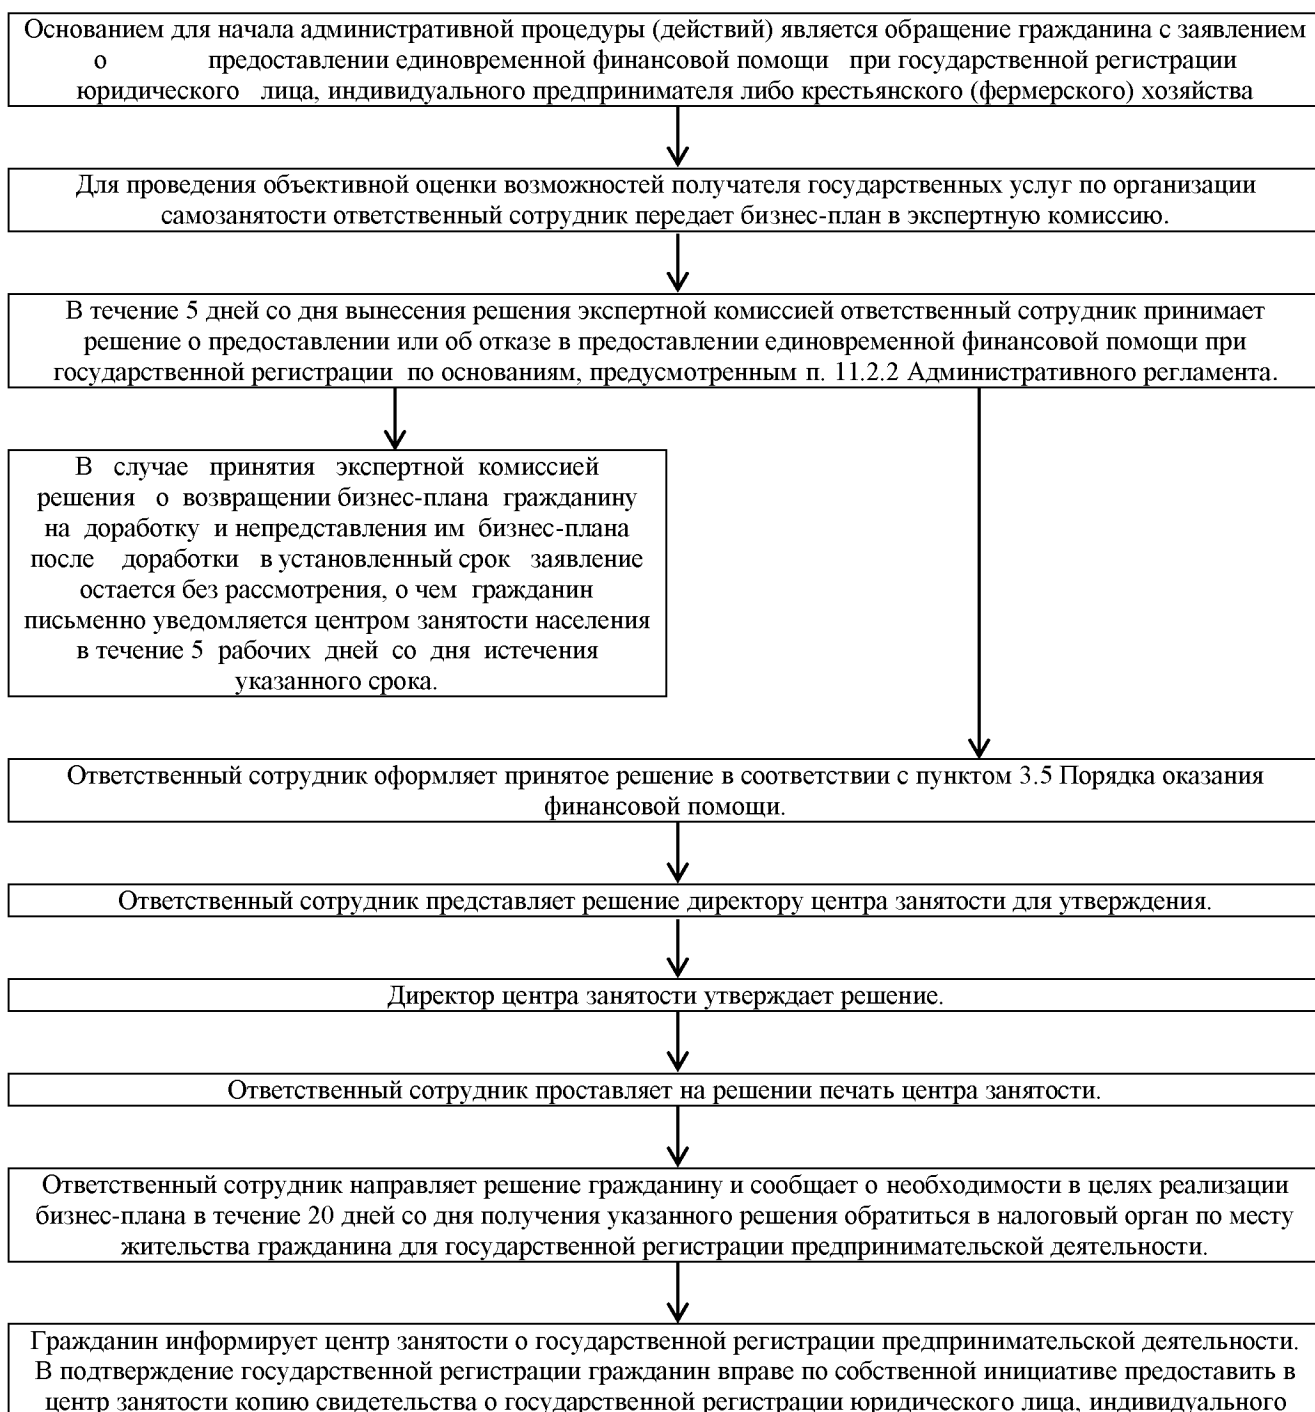 Основанием для начала административной процедуры (действий) является обращение гражданина с заявлением
о предоставлении единовременной финансовой помощи при государственной регистрации
юридического лица, индивидуального предпринимателя либо крестьянского (фермерского) хозяйства
Для проведения объективной оценки возможностей получателя государственных услуг по организации
самозанятости ответственный сотрудник передает бизнес-план в экспертную комиссию.
В течение 5 дней со дня вынесения решения экспертной комиссией ответственный сотрудник принимает
решение о предоставлении или об отказе в предоставлении единовременной финансовой помощи при
государственной регистрации по основаниям, предусмотренным п. 11.2.2 Административного регламента.
В случае принятия экспертной комиссией
решения о возвращении бизнес-плана гражданину
на доработку и непредставления им бизнес-плана
после доработки в установленный срок заявление
остается без рассмотрения, о чем гражданин
письменно уведомляется центром занятости населения
в течение 5 рабочих дней со дня истечения
указанного срока.
Ответственный сотрудник оформляет принятое решение в соответствии с пунктом 3.5 Порядка оказания
финансовой помощи.
Ответственный сотрудник представляет решение директору центра занятости для утверждения.
Директор центра занятости утверждает решение.
Ответственный сотрудник проставляет на решении печать центра занятости.
Ответственный сотрудник направляет решение гражданину и сообщает о необходимости в целях реализации
бизнес-плана в течение 20 дней со дня получения указанного решения обратиться в налоговый орган по месту
жительства гражданина для государственной регистрации предпринимательской деятельности.
Гражданин информирует центр занятости о государственной регистрации предпринимательской деятельности.
В подтверждение государственной регистрации гражданин вправе по собственной инициативе предоставить в
центр занятости копию свидетельства о государственной регистрации юридического лица, индивидуального